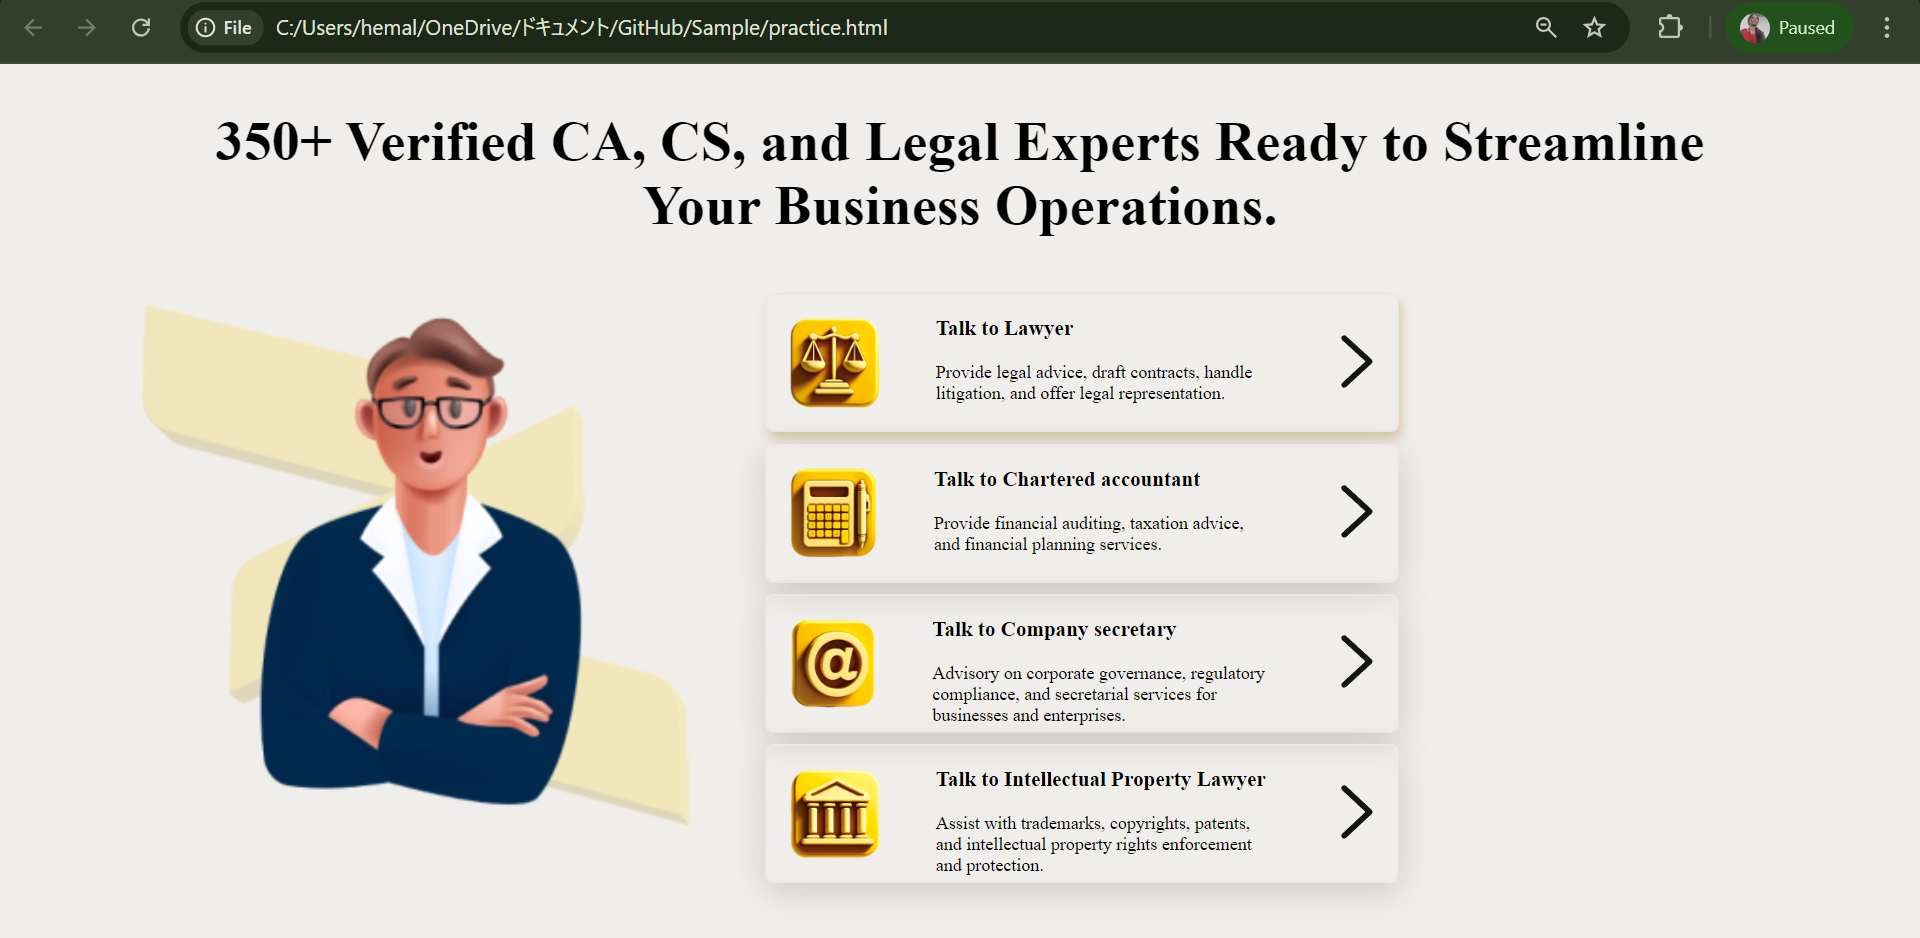 File C:/Users/hemal/OneDrive/ドキュメント/GitHub/Sample/practice.html Paused
350+ Verified CA, CS, and Legal Experts Ready to Streamline
Your Business Operations.
Talk to Lawyer
Provide legal advice, draft contracts, handle
litigation, and offer legal representation.
Talk to Chartered accountant
Provide financial auditing, taxation advice,
and financial planning services.
@
Talk to Company secretary
Advisory on corporate governance, regulatory
compliance, and secretarial services for
businesses and enterprises.
Talk to Intellectual Property Lawyer
Assist with trademarks, copyrights, patents,
and intellectual property rights enforcement
and protection.